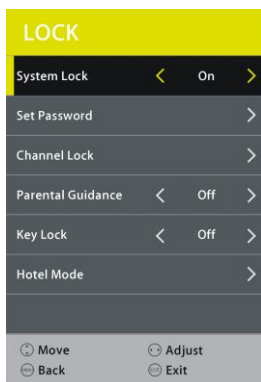 LOCK
System Lock < On >
Set Password >
Channel Lock >
Parental Guidance < Off >
Key Lock < Off >
Hotel Mode >
Move Adjust
Back Exit